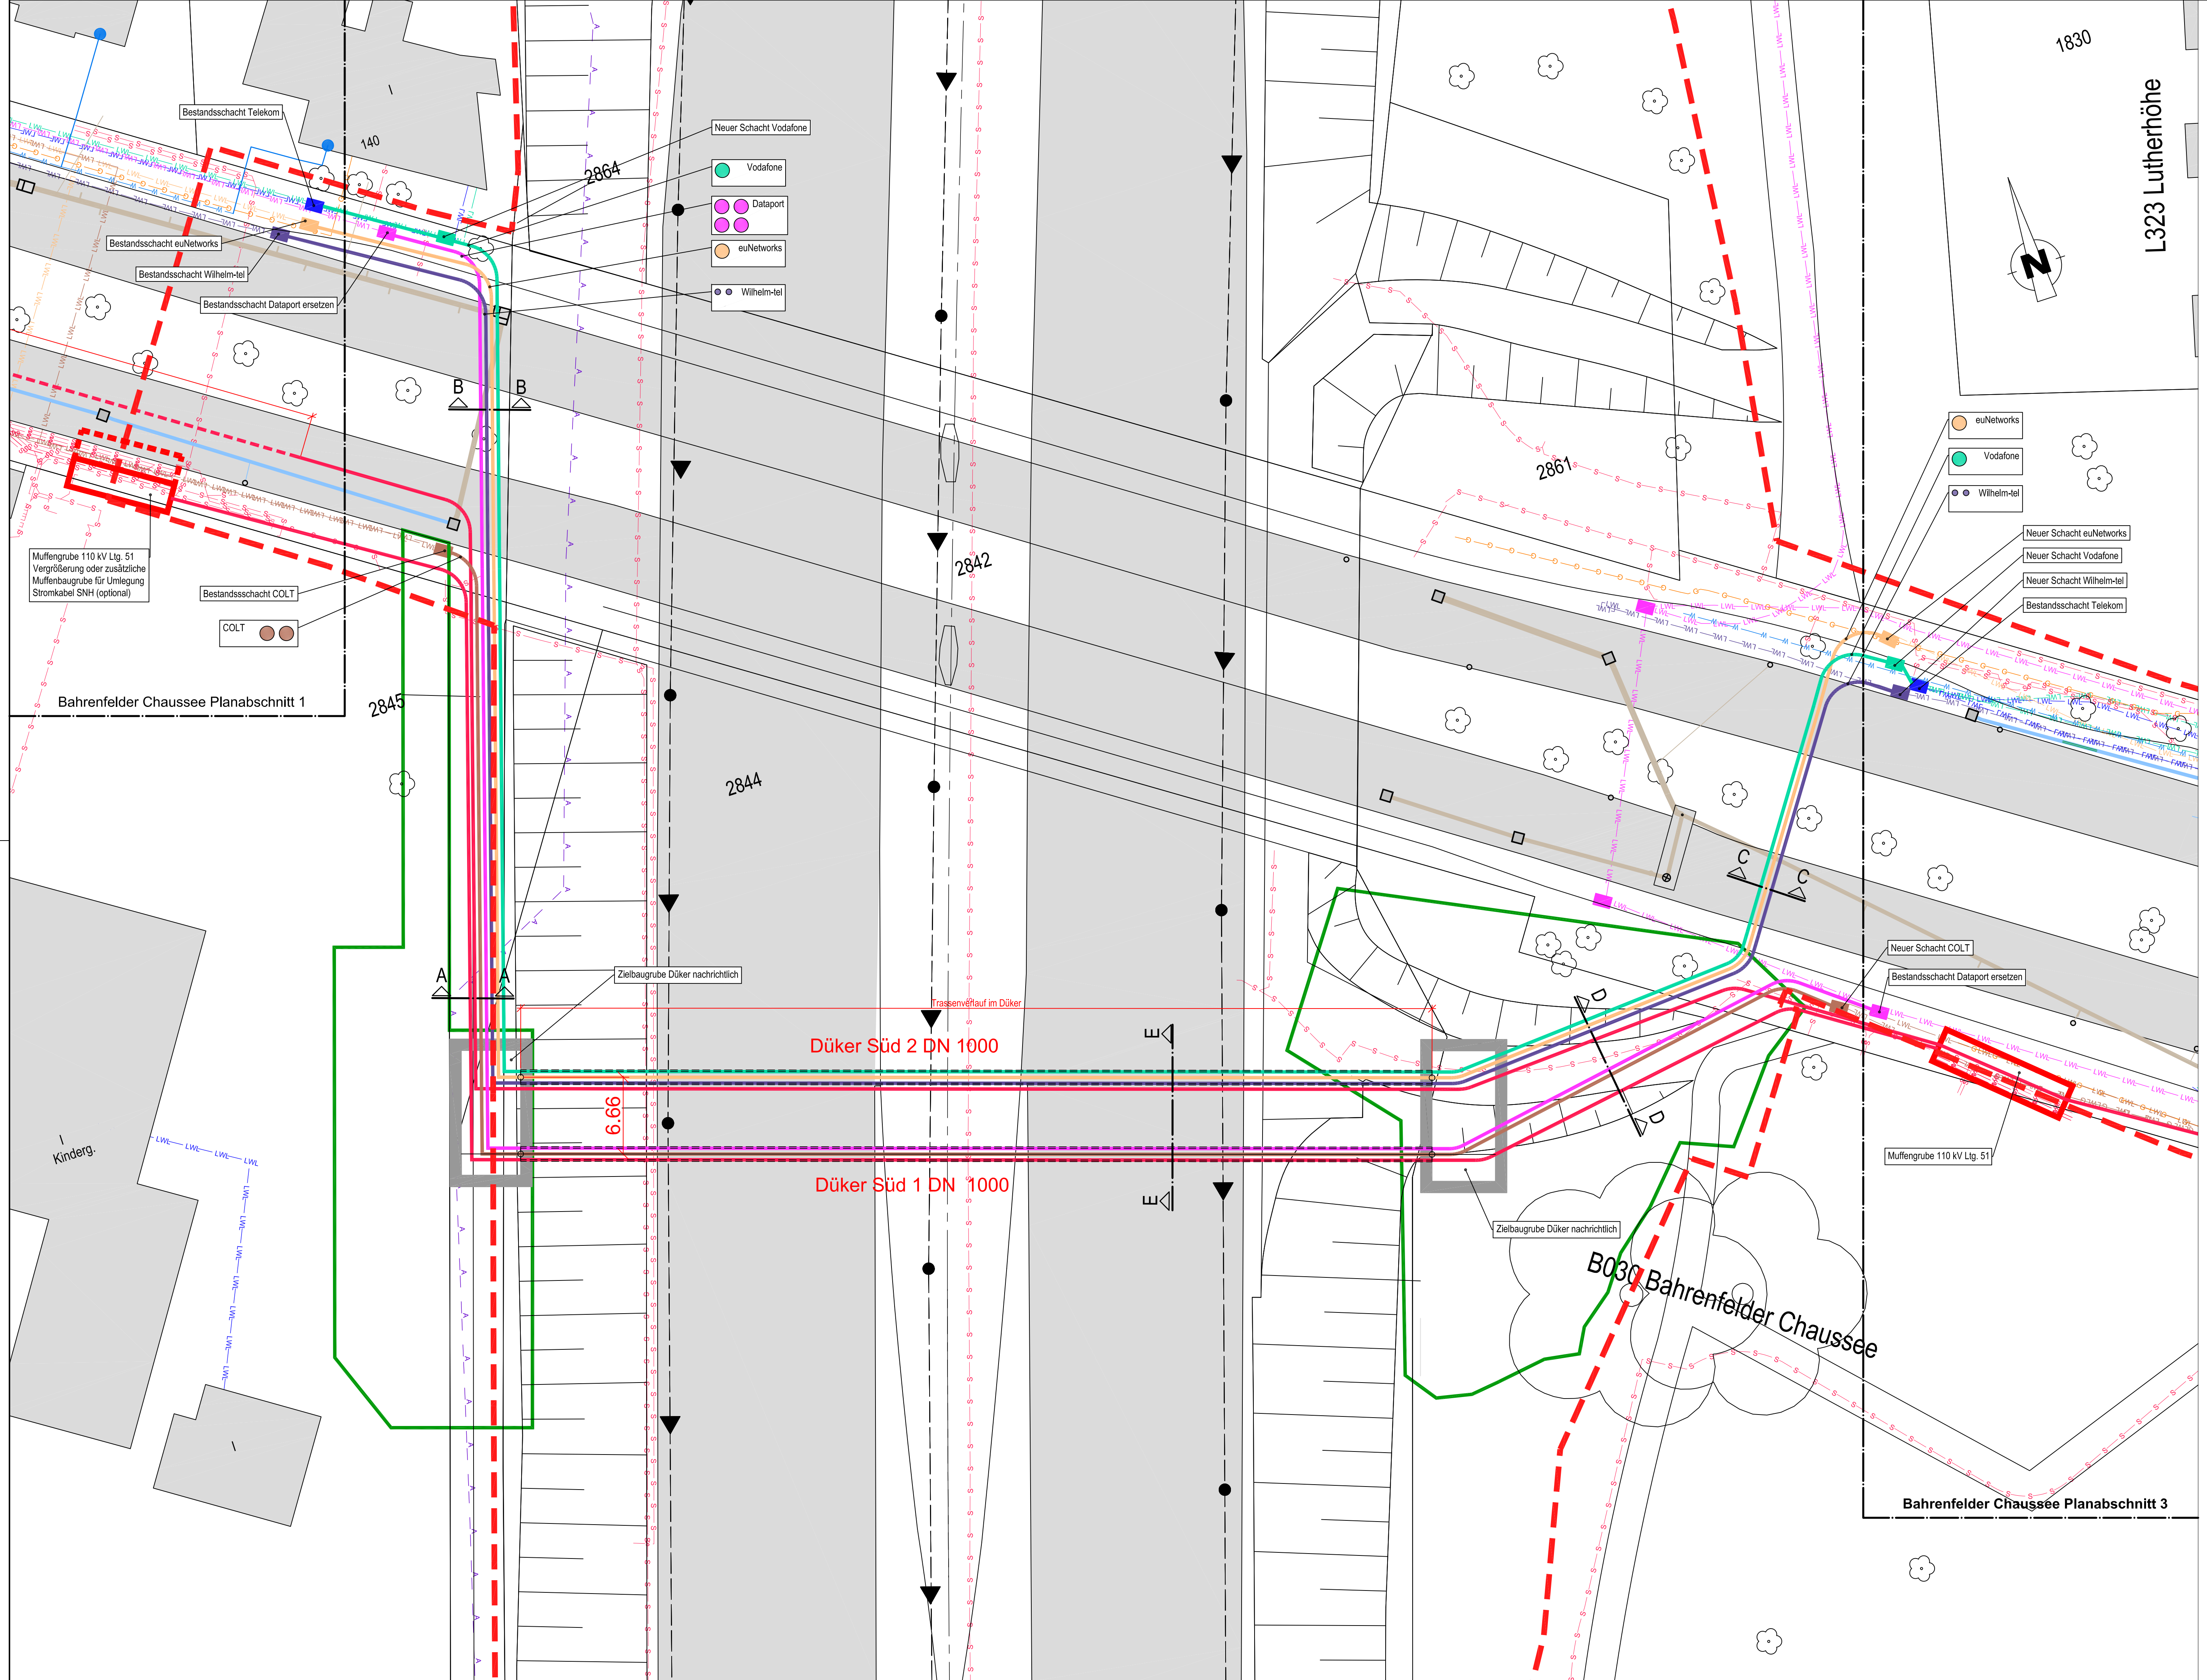 1830
L323 Lutherhöhe
Bestandsschacht Telekom
140
I
Neuer Schacht Vodafone
2864
Vodafone
Dataport
euNetworks
Wilhelm-tel
Bestandsschacht euNetworks
Bestandsschacht Wilhelm-tel
Bestandsschacht Dataport ersetzen
N
B
B
euNetworks
Vodafone
Wilhelm-tel
2861
2842
Neuer Schacht euNetworks
Neuer Schacht Vodafone
Neuer Schacht Wilhelm-tel
Bestandsschacht Telekom
Muffengrube 110 kV Ltg. 51
Vergrößerung oder zusätzliche
Muffenbaugrube für Umlegung
Stromkabel SNH (optional)
Bestandssschacht COLT
COLT
Bahrenfelder Chaussee Planabschnitt 1
2845
2844
C
C
A
A
Zielbaugrube Düker nachrichtlich
Neuer Schacht COLT
Bestandsschacht Dataport ersetzen
Trassenverlauf im Düker
D
D
E
E
Düker Süd 2 DN 1000
6.66
Düker Süd 1 DN 1000
I
Kinderg.
LWL LWL LWL
Muffengrube 110 kV Ltg. 51
Zielbaugrube Düker nachrichtlich
B030 Bahrenfelder Chaussee
I
Bahrenfelder Chaussee Planabschnitt 3